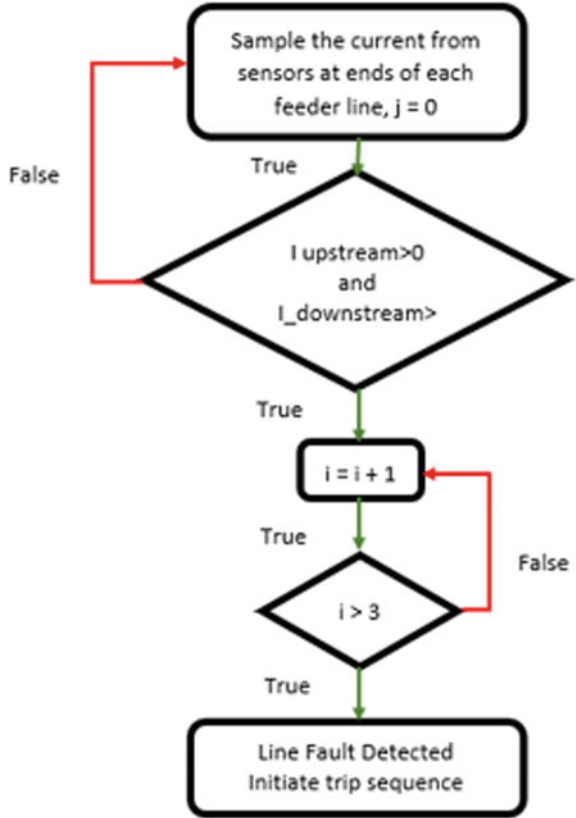 Sample the current from
sensors at ends of each
feeder line, j = 0
True
False
I upstream>0
and
I_downstream>
True
i = i + 1
True
False
i > 3
True
Line Fault Detected
Initiate trip sequence